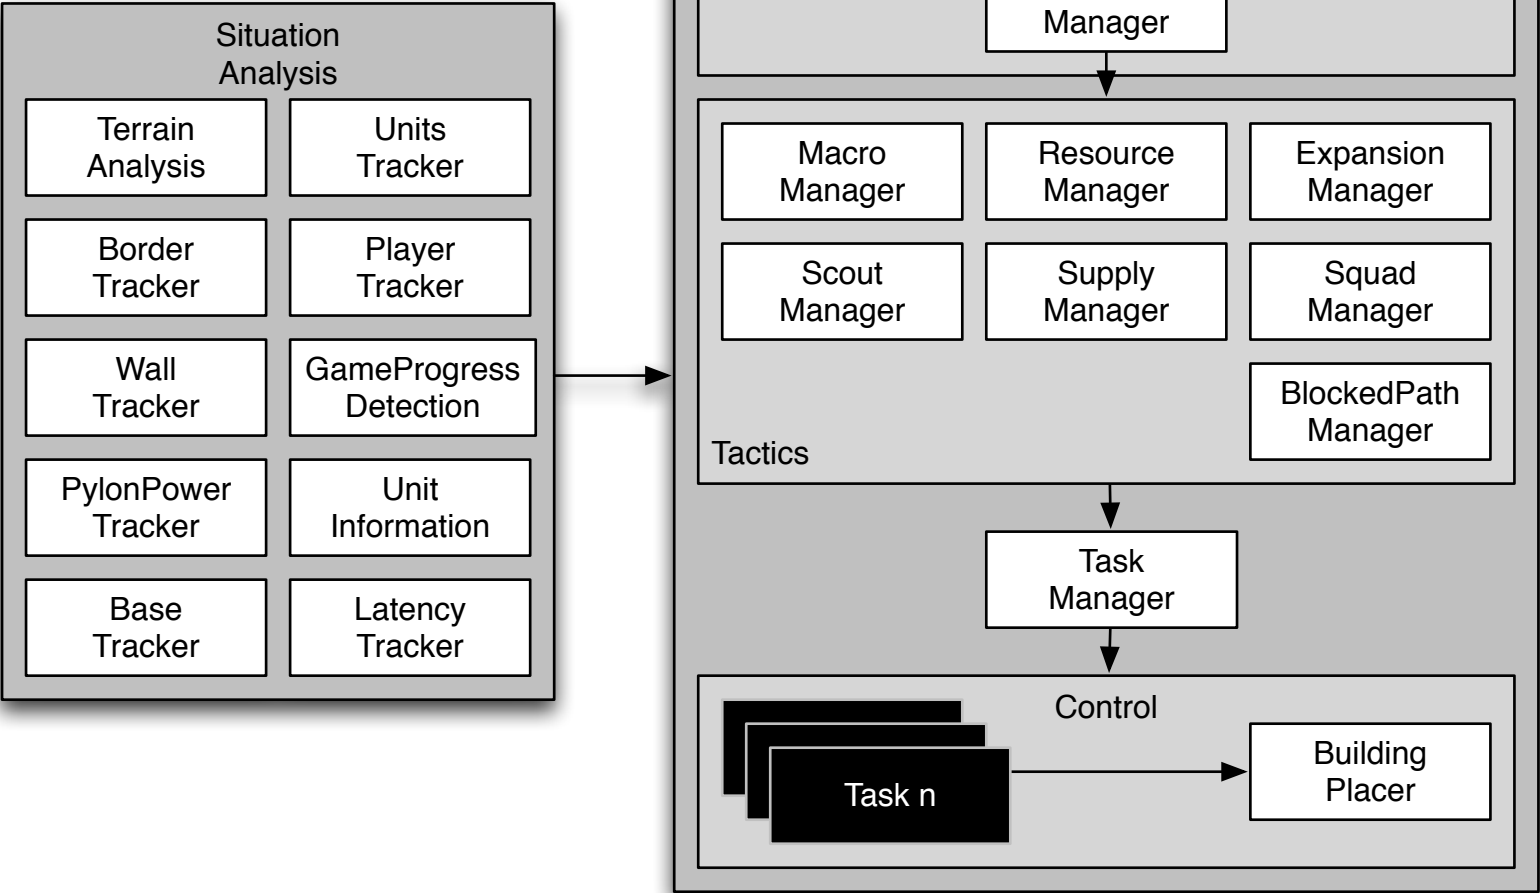 Situation
Analysis
Terrain
Analysis
Units
Tracker
Border
Tracker
Player
Tracker
Wall
Tracker
GameProgress
Detection
PylonPower
Tracker
Unit
Information
Base
Tracker
Latency
Tracker
Manager
Macro
Manager
Resource
Manager
Expansion
Manager
Scout
Manager
Supply
Manager
Squad
Manager
BlockedPath
Manager
Tactics
Task
Manager
Control
Task n
Building
Placer